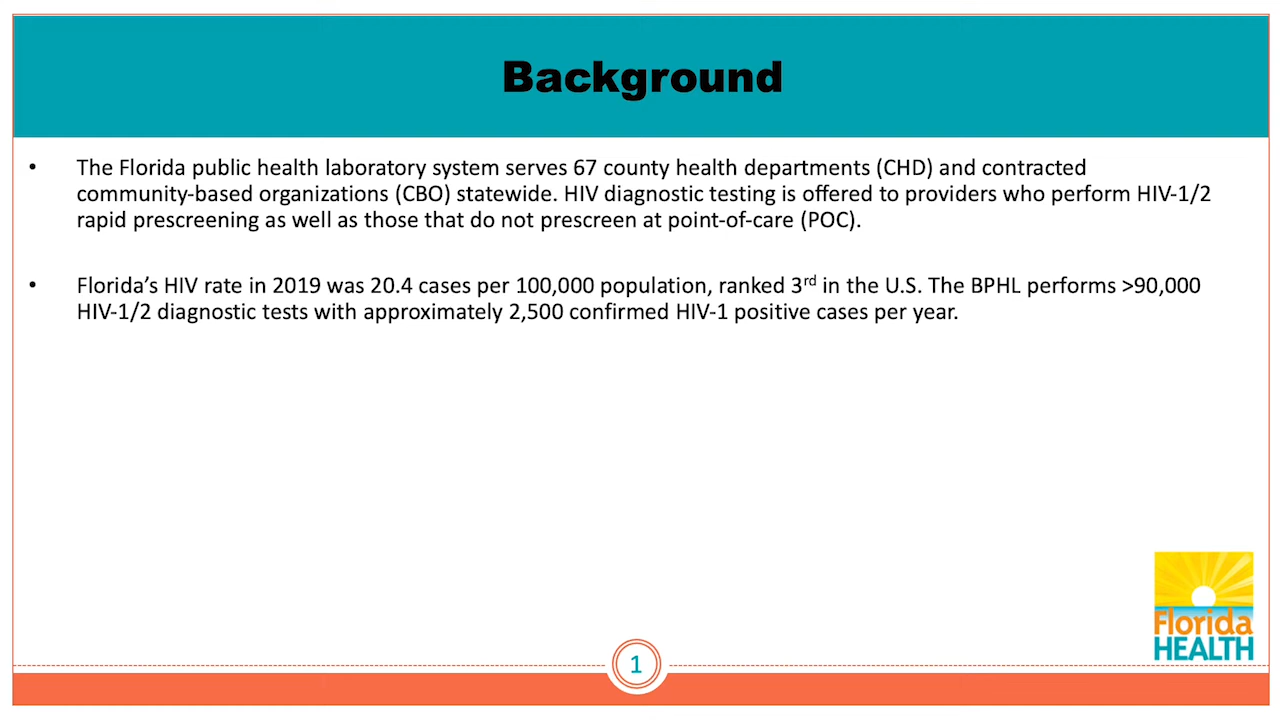 Background
• The Florida public health laboratory system serves 67 county health departments (CHD) and contracted
community-based organizations (CBO) statewide. HIV diagnostic testing is offered to providers who perform HIV-1/2
rapid prescreening as well as those that do not prescreen at point-of-care (POC).
• Florida’s HIV rate in 2019 was 20.4 cases per 100,000 population, ranked 3rd in the U.S. The BPHL performs >90,000
HIV-1/2 diagnostic tests with approximately 2,500 confirmed HIV-1 positive cases per year.
Florida
HEALTH
1